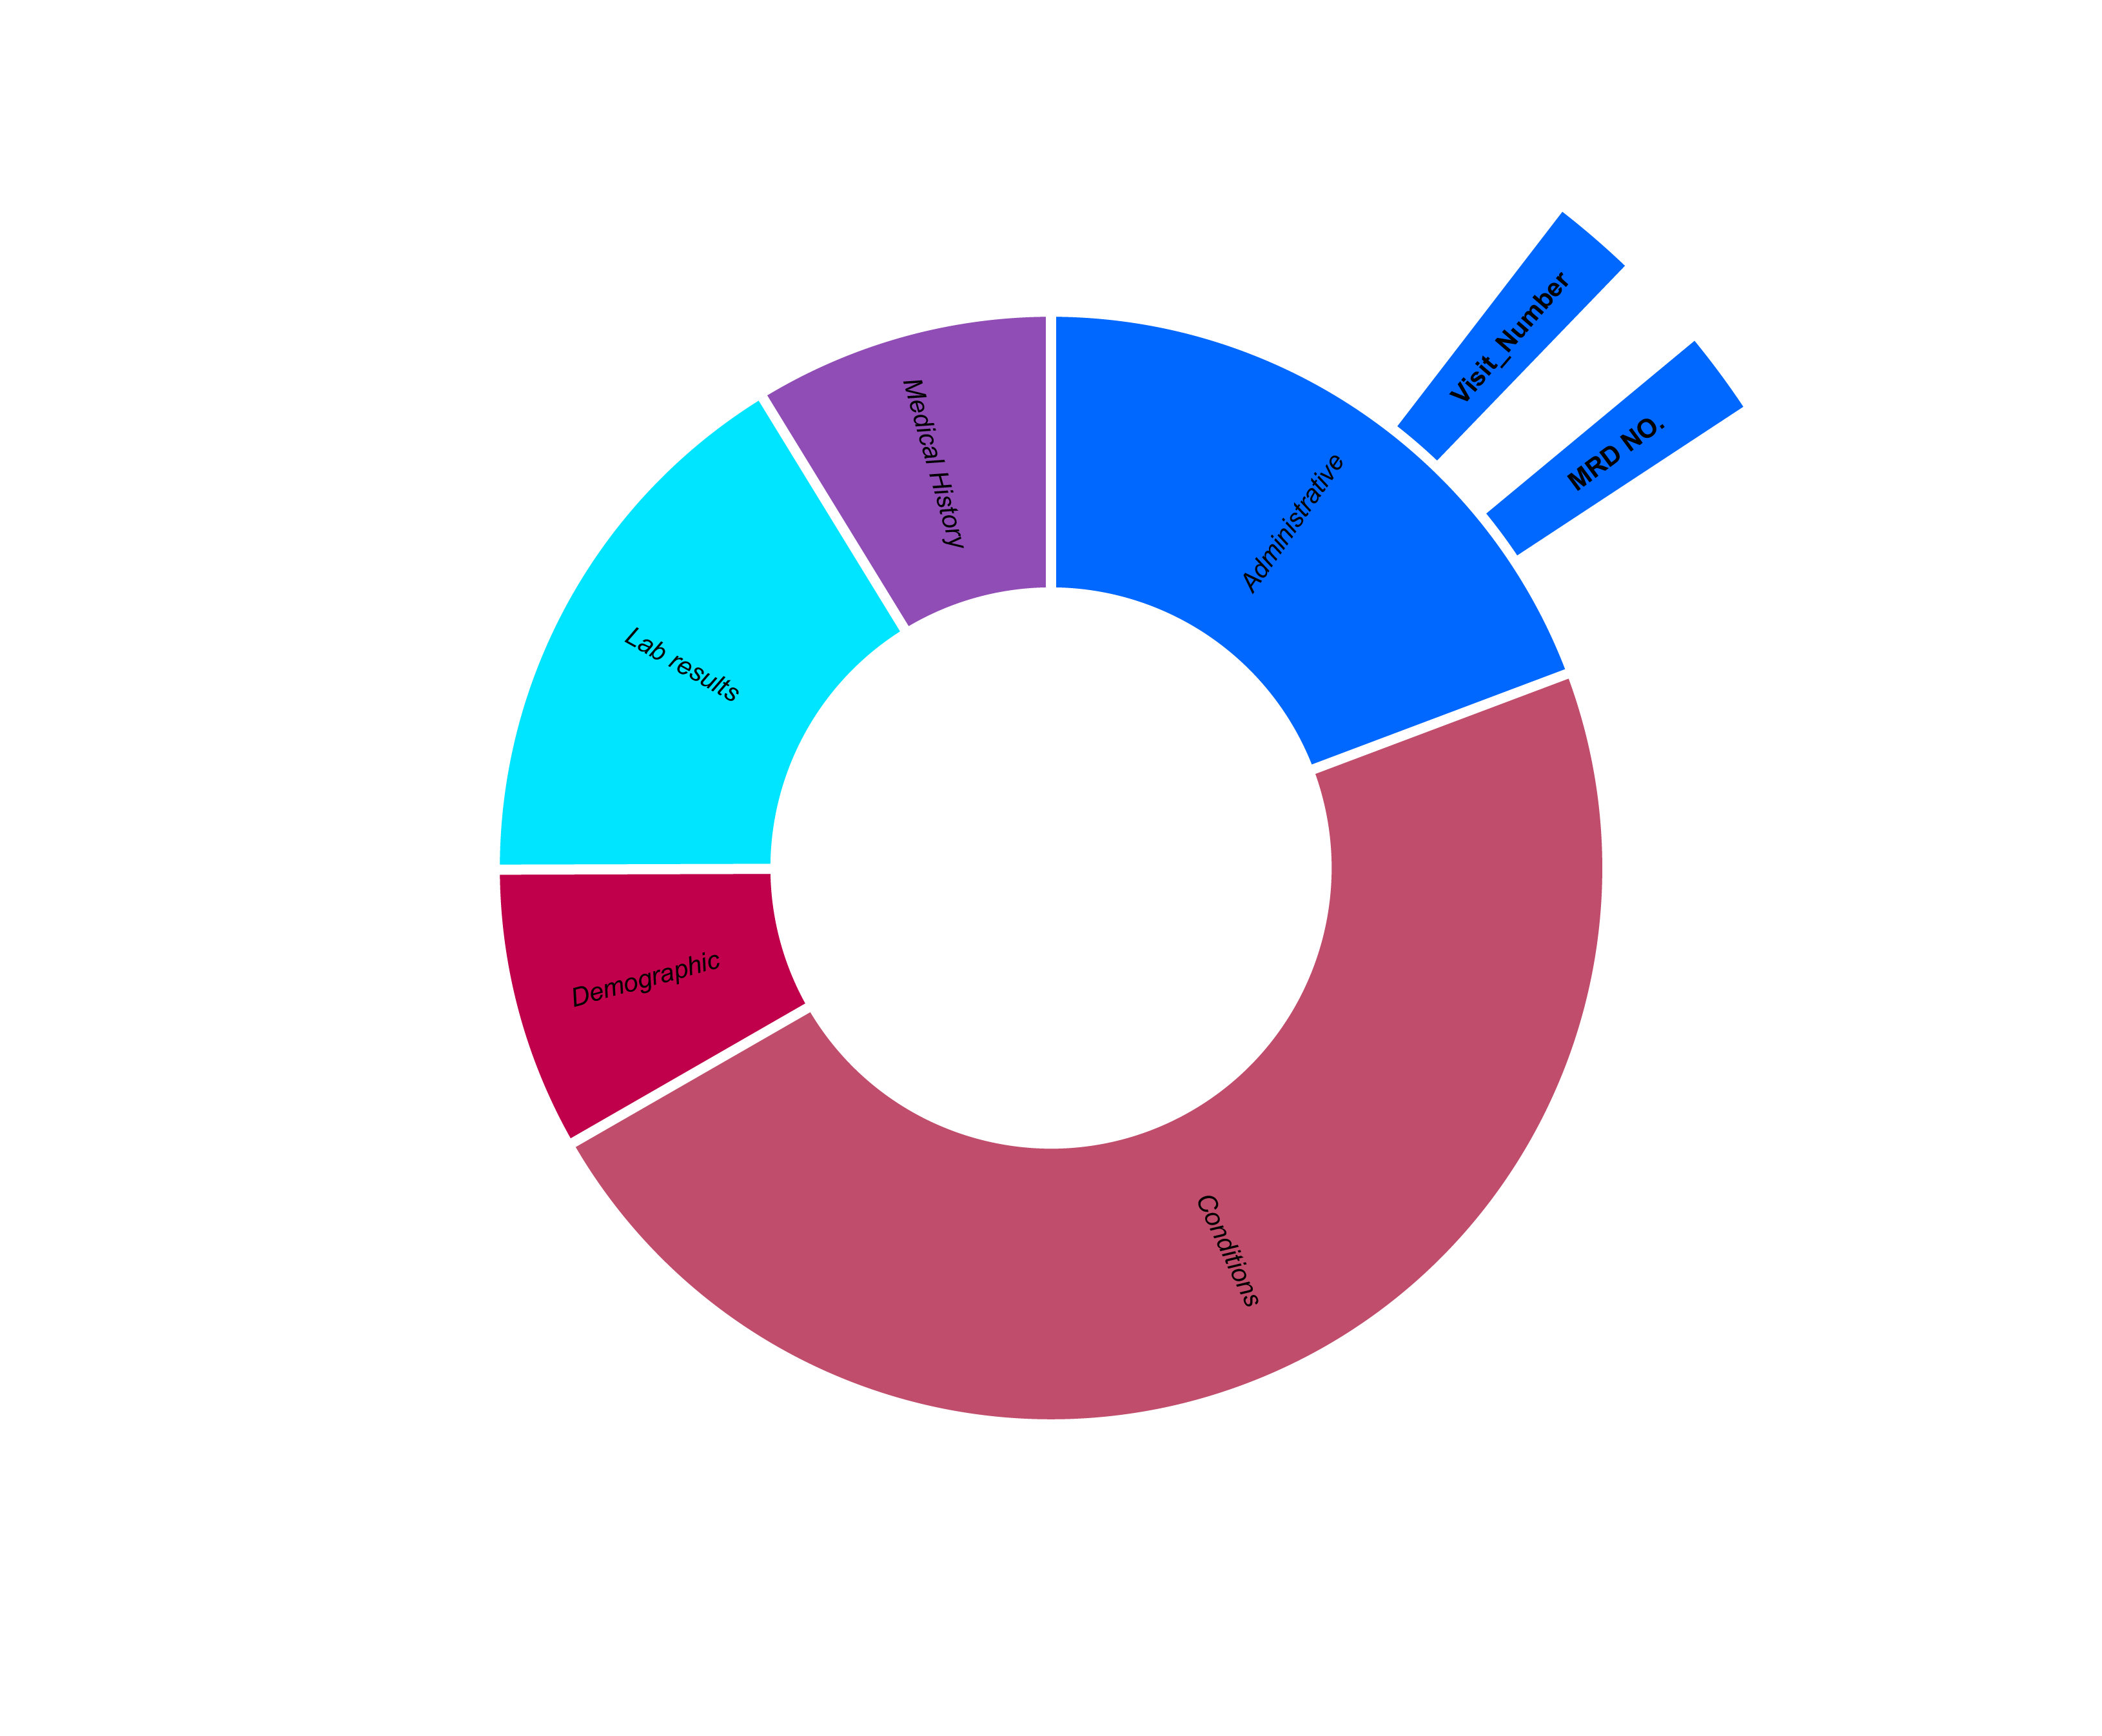 Visit_Number
MRD NO.
Administrative
Medical History
Lab results
Demographic
Conditions